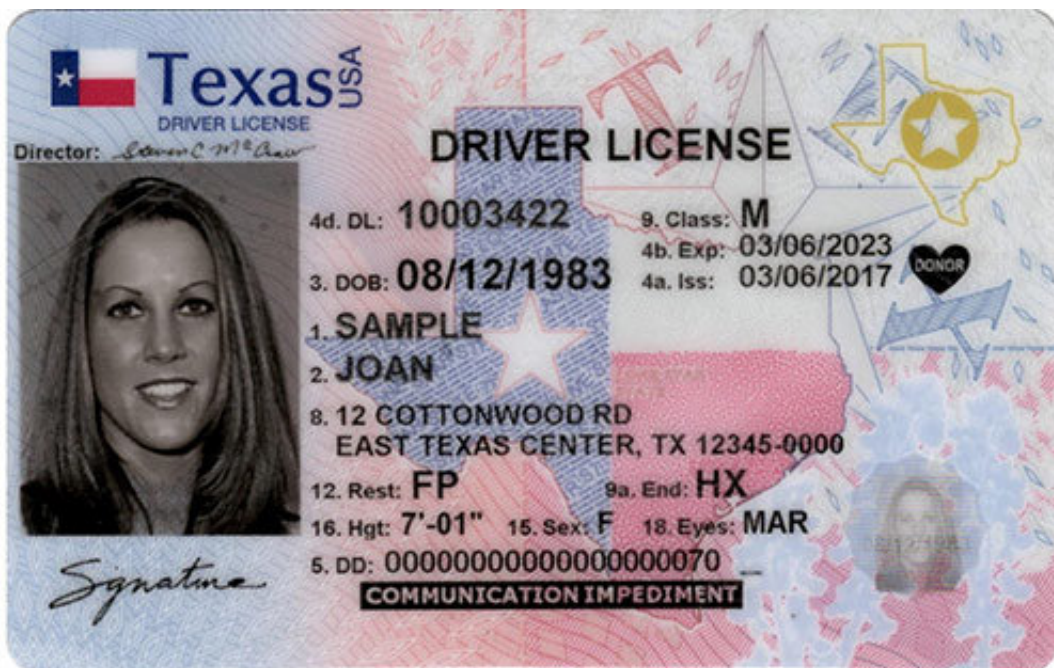 Texas USA
DRIVER LICENSE
Director:
DRIVER LICENSE
4d. DL: 10003422
9. Class: M
4b. Exp: 03/06/2023
3. DOB: 08/12/1983
4a. Iss: 03/06/2017
DONOR
1. SAMPLE
2. JOAN
8. 12 COTTONWOOD RD
EAST TEXAS CENTER, TX 12345-0000
12. Rest: FP
9a. End: HX
16. Hgt: 7'-01" 15. Sex: F 18. Eyes: MAR
5. DD: 0000000000000000000070
COMMUNICATION IMPEDIMENT
Signature